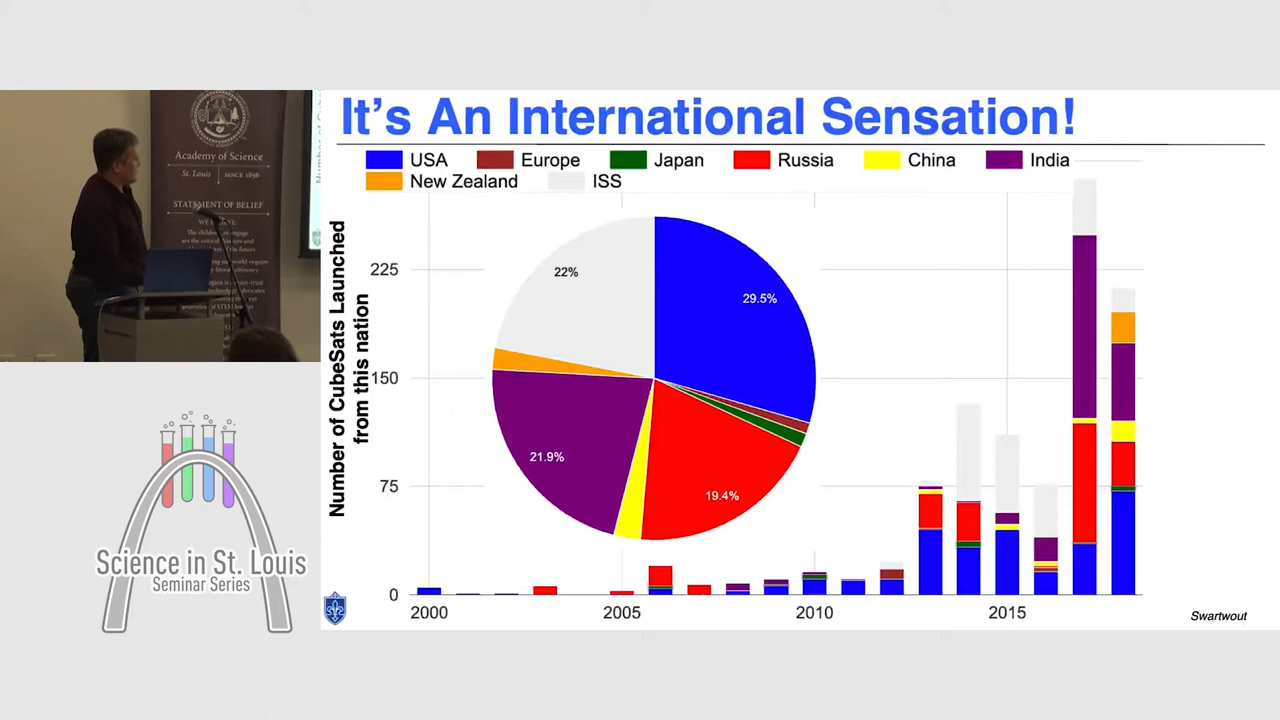 It's An International Sensation!
USA Europe Japan Russia China India
New Zealand ISS
Number of CubeSats Launched
from this nation
225
150
75
0
2000 2005 2010 2015
22%
29.5%
21.9%
19.4%
Swartwout
Academy of Science
St. Louis SINCE 1856
STATEMENT OF BELIEF
Science in St. Louis
Seminar Series